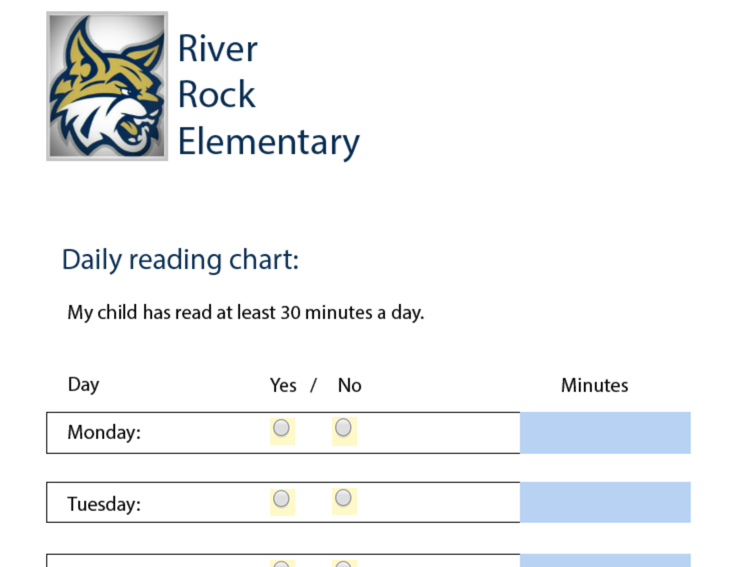 River
Rock
Elementary
Daily reading chart:
My child has read at least 30 minutes a day.
Day Yes / No Minutes
Monday:
Tuesday: